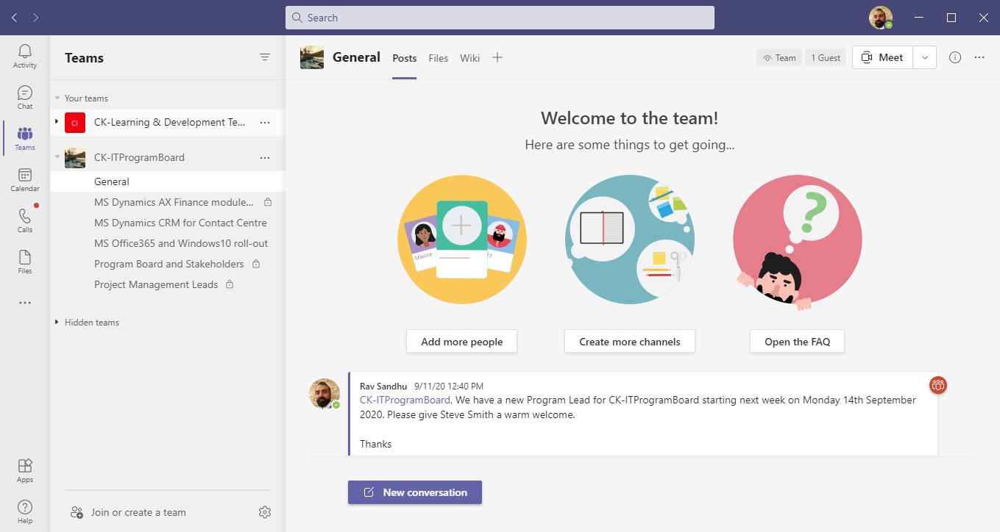 Search
Activity
Chat
Teams
Calendar
Calls
Files
Apps
Help
Teams
Your teams
CI
CK-Learning & Development Te...
CK-ITProgramBoard
General
MS Dynamics AX Finance module...
MS Dynamics CRM for Contact Centre
MS Office365 and Windows10 roll-out
Program Board and Stakeholders
Project Management Leads
Hidden teams
Join or create a team
General Posts Files Wiki
Team 1 Guest Meet
Welcome to the team!
Here are some things to get going...
Maxine
?
Add more people
Create more channels
Open the FAQ
Rav Sandhu 9/11/20 12:40 PM
CK-ITProgramBoard, We have a new Program Lead for CK-ITProgramBoard starting next week on Monday 14th September
2020. Please give Steve Smith a warm welcome.
Thanks
New conversation